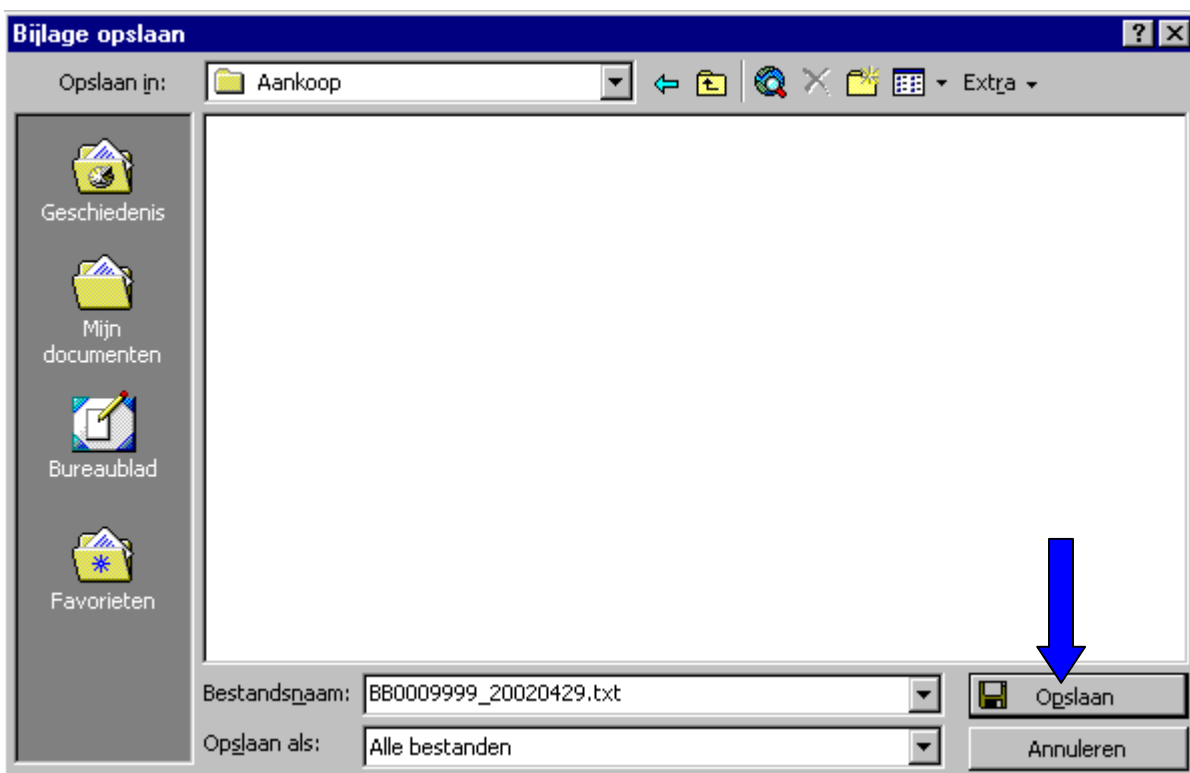 Bijlage opslaan
Opslaan in:
Aankoop
Extra
Geschiedenis
Mijn
documenten
Bureaublad
Favorieten
Bestandsnaam:
BB0009999_20020429.txt
Opslaan
Opslaan als:
Alle bestanden
Annuleren